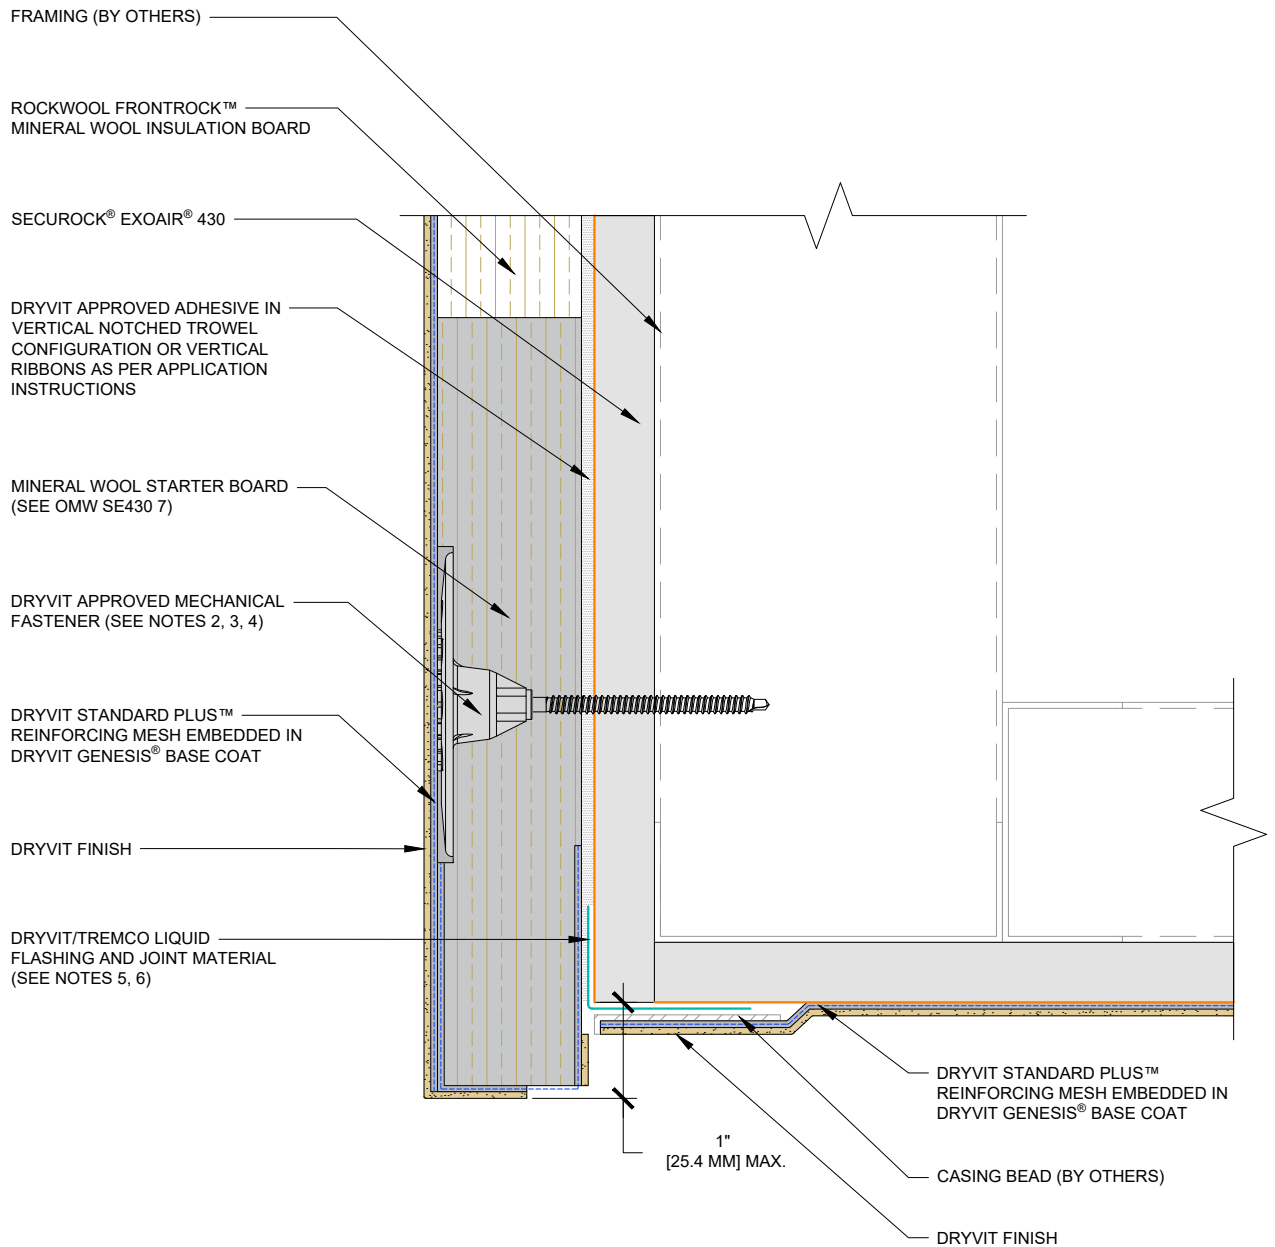 FRAMING (BY OTHERS)
ROCKWOOL FRONTROCK™
MINERAL WOOL INSULATION BOARD
SECUROCK® EXOAIR® 430
DRYVIT APPROVED ADHESIVE IN
VERTICAL NOTCHED TROWEL
CONFIGURATION OR VERTICAL
RIBBONS AS PER APPLICATION
INSTRUCTIONS
MINERAL WOOL STARTER BOARD
(SEE OMW SE430 7)
DRYVIT APPROVED MECHANICAL
FASTENER (SEE NOTES 2, 3, 4)
DRYVIT STANDARD PLUS™
REINFORCING MESH EMBEDDED IN
DRYVIT GENESIS® BASE COAT
DRYVIT FINISH
DRYVIT/TREMCO LIQUID
FLASHING AND JOINT MATERIAL
(SEE NOTES 5, 6)
1"
[25.4 MM] MAX.
DRYVIT STANDARD PLUS™
REINFORCING MESH EMBEDDED IN
DRYVIT GENESIS® BASE COAT
CASING BEAD (BY OTHERS)
DRYVIT FINISH